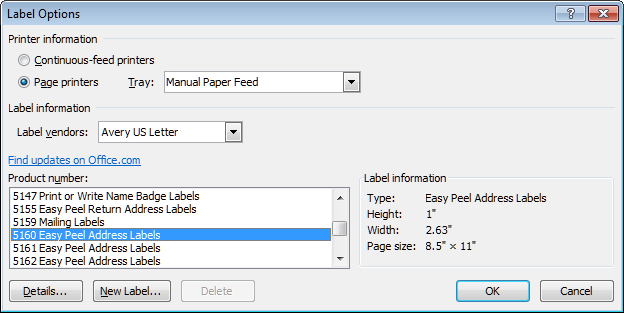 Label Options
Printer information
Continuous-feed printers
Page printers Tray: Manual Paper Feed
Label information
Label vendors: Avery US Letter
Find updates on Office.com
Product number:
5147 Print or Write Name Badge Labels
5155 Easy Peel Return Address Labels
5159 Mailing Labels
5160 Easy Peel Address Labels
5161 Easy Peel Address Labels
5162 Easy Peel Address Labels
Label information
Type: Easy Peel Address Labels
Height: 1"
Width: 2.63"
Page size: 8.5" × 11"
Details... New Label... Delete OK Cancel